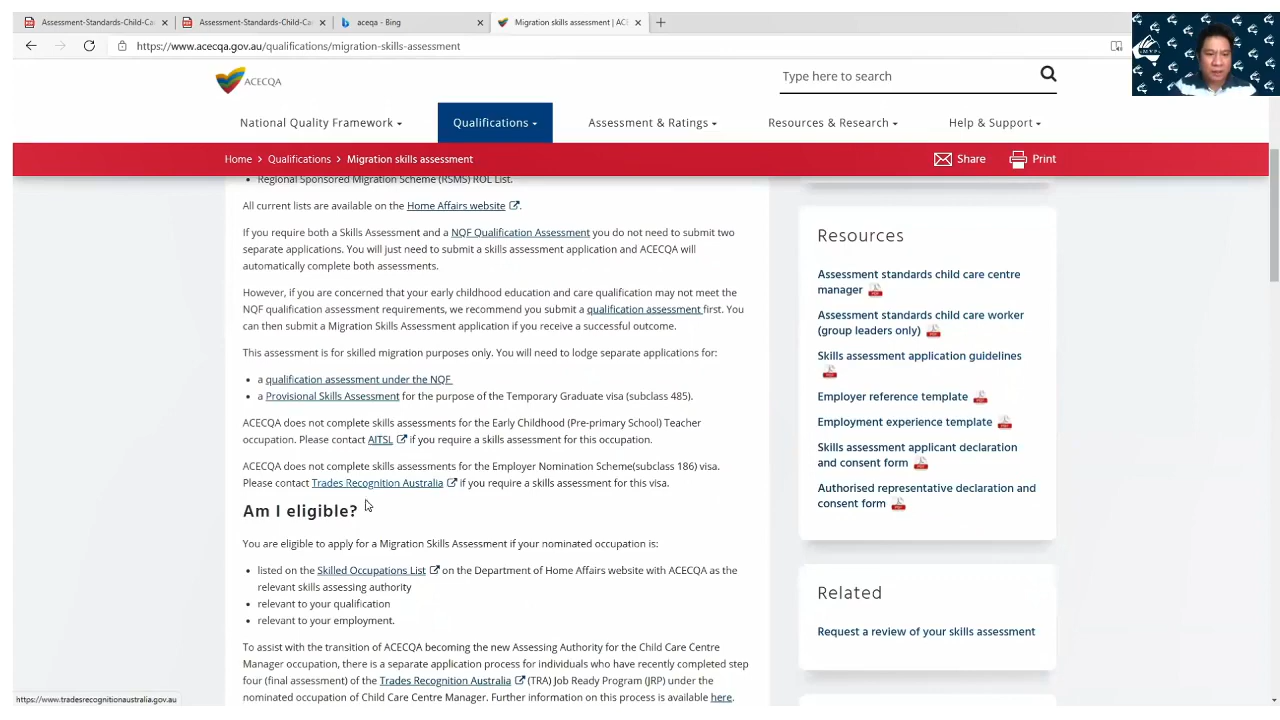 Assessment-Standards-Child-Ca
Assessment-Standards-Child-Ca
aceqa - Bing
Migration skills assessment | ACE
https://www.acecqa.gov.au/qualifications/migration-skills-assessment
ACECQA
Type here to search
National Quality Framework
Qualifications
Assessment & Ratings
Resources & Research
Help & Support
Home > Qualifications > Migration skills assessment
Share
Print
• Regional Sponsored Migration Scheme (RSMS) ROL List.
All current lists are available on the Home Affairs website.
If you require both a Skills Assessment and a NQF Qualification Assessment you do not need to submit two
separate applications. You will just need to submit a skills assessment application and ACECQA will
automatically complete both assessments.
However, if you are concerned that your early childhood education and care qualification may not meet the
NQF qualification assessment requirements, we recommend you submit a qualification assessment first. You
can then submit a Migration Skills Assessment application if you receive a successful outcome.
This assessment is for skilled migration purposes only. You will need to lodge separate applications for:
• a qualification assessment under the NQF
• a Provisional Skills Assessment for the purpose of the Temporary Graduate visa (subclass 485).
ACECQA does not complete skills assessments for the Early Childhood (Pre-primary School) Teacher
occupation. Please contact AITSL if you require a skills assessment for this occupation.
ACECQA does not complete skills assessments for the Employer Nomination Scheme(subclass 186) visa.
Please contact Trades Recognition Australia if you require a skills assessment for this visa.
Am I eligible?
You are eligible to apply for a Migration Skills Assessment if your nominated occupation is:
• listed on the Skilled Occupations List on the Department of Home Affairs website with ACECQA as the
relevant skills assessing authority
• relevant to your qualification
• relevant to your employment.
To assist with the transition of ACECQA becoming the new Assessing Authority for the Child Care Centre
Manager occupation, there is a separate application process for individuals who have recently completed step
four (final assessment) of the Trades Recognition Australia (TRA) Job Ready Program (JRP) under the
nominated occupation of Child Care Centre Manager. Further information on this process is available here.
Resources
Assessment standards child care centre
manager
Assessment standards child care worker
(group leaders only)
Skills assessment application guidelines
Employer reference template
Employment experience template
Skills assessment applicant declaration
and consent form
Authorised representative declaration and
consent form
Related
Request a review of your skills assessment
https://www.tradesrecognitionaustralia.gov.au